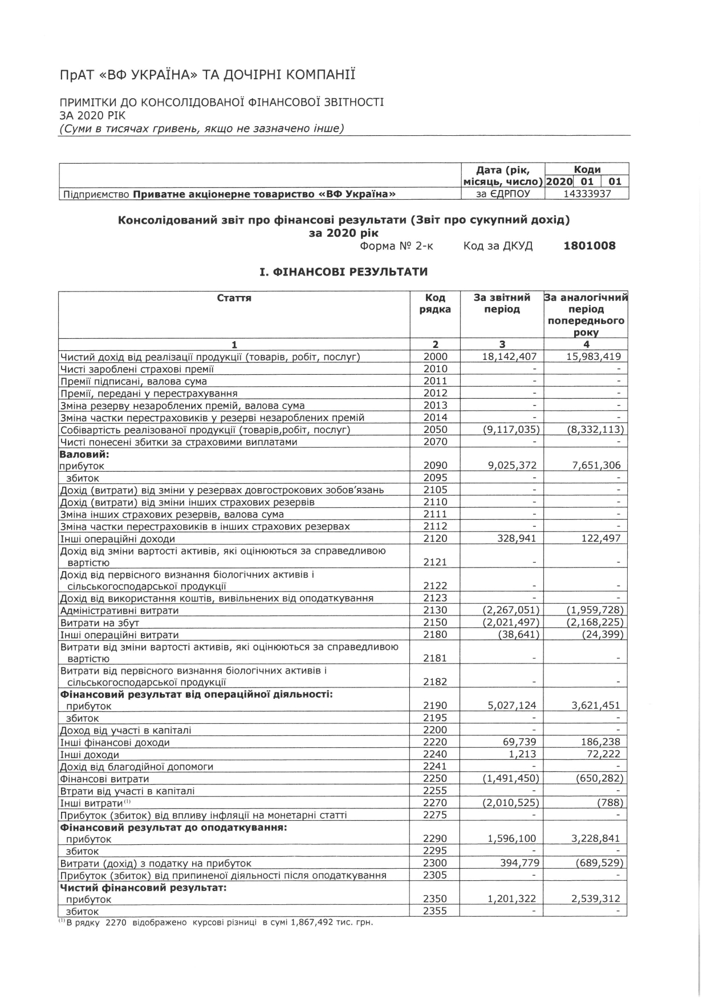 ПрАТ «ВФ УКРАЇНА» ТА ДОЧІРНІ КОМПАНІЇ
ПРИМІТКИ ДО КОНСОЛІДОВАНОЇ ФІНАНСОВОЇ ЗВІТНОСТІ
ЗА 2020 РІК
(Суми в тисячах гривень, якщо не зазначено інше)
Дата (рік, Коди
місяць, число) 2020 01 01
Підприємство Приватне акціонерне товариство «ВФ Україна» за ЄДРПОУ 14333937
Консолідований звіт про фінансові результати (Звіт про сукупний дохід)
за 2020 рік
Форма № 2-к Код за ДКУД 1801008
І. ФІНАНСОВІ РЕЗУЛЬТАТИ
Стаття Код За звітний За аналогічний
рядка період період
попереднього
року
1 2 3 4
Чистий дохід від реалізації продукції (товарів, робіт, послуг) 2000 18,142,407 15,983,419
Чисті зароблені страхові премії 2010 - -
Премії підписані, валова сума 2011 - -
Премії, передані у перестрахування 2012 - -
Зміна резерву незароблених премій, валова сума 2013 - -
Зміна частки перестраховиків у резерві незароблених премій 2014 - -
Собівартість реалізованої продукції (товарів,робіт, послуг) 2050 (9,117,035) (8,332,113)
Чисті понесені збитки за страховими виплатами 2070 - -
Валовий:
прибуток 2090 9,025,372 7,651,306
збиток 2095 - -
Дохід (витрати) від зміни у резервах довгострокових зобов’язань 2105 - -
Дохід (витрати) від зміни інших страхових резервів 2110 - -
Зміна інших страхових резервів, валова сума 2111 - -
Зміна частки перестраховиків в інших страхових резервах 2112 - -
Інші операційні доходи 2120 328,941 122,497
Дохід від зміни вартості активів, які оцінюються за справедливою
вартістю 2121 - -
Дохід від первісного визнання біологічних активів і
сільськогосподарської продукції 2122 - -
Дохід від використання коштів, вивільнених від оподаткування 2123 - -
Адміністративні витрати 2130 (2,267,051) (1,959,728)
Витрати на збут 2150 (2,021,497) (2,168,225)
Інші операційні витрати 2180 (38,641) (24,399)
Витрати від зміни вартості активів, які оцінюються за справедливою
вартістю 2181 - -
Витрати від первісного визнання біологічних активів і
сільськогосподарської продукції 2182 - -
Фінансовий результат від операційної діяльності:
прибуток 2190 5,027,124 3,621,451
збиток 2195 - -
Доход від участі в капіталі 2200 - -
Інші фінансові доходи 2220 69,739 186,238
Інші доходи 2240 1,213 72,222
Дохід від благодійної допомоги 2241 - -
Фінансові витрати 2250 (1,491,450) (650,282)
Втрати від участі в капіталі 2255 - -
Інші витрати⁽¹⁾ 2270 (2,010,525) (788)
Прибуток (збиток) від впливу інфляції на монетарні статті 2275 - -
Фінансовий результат до оподаткування:
прибуток 2290 1,596,100 3,228,841
збиток 2295 - -
Витрати (дохід) з податку на прибуток 2300 394,779 (689,529)
Прибуток (збиток) від припиненої діяльності після оподаткування 2305 - -
Чистий фінансовий результат:
прибуток 2350 1,201,322 2,539,312
збиток 2355 - -
⁽¹⁾ В рядку 2270 відображено курсові різниці в сумі 1,867,492 тис. грн.